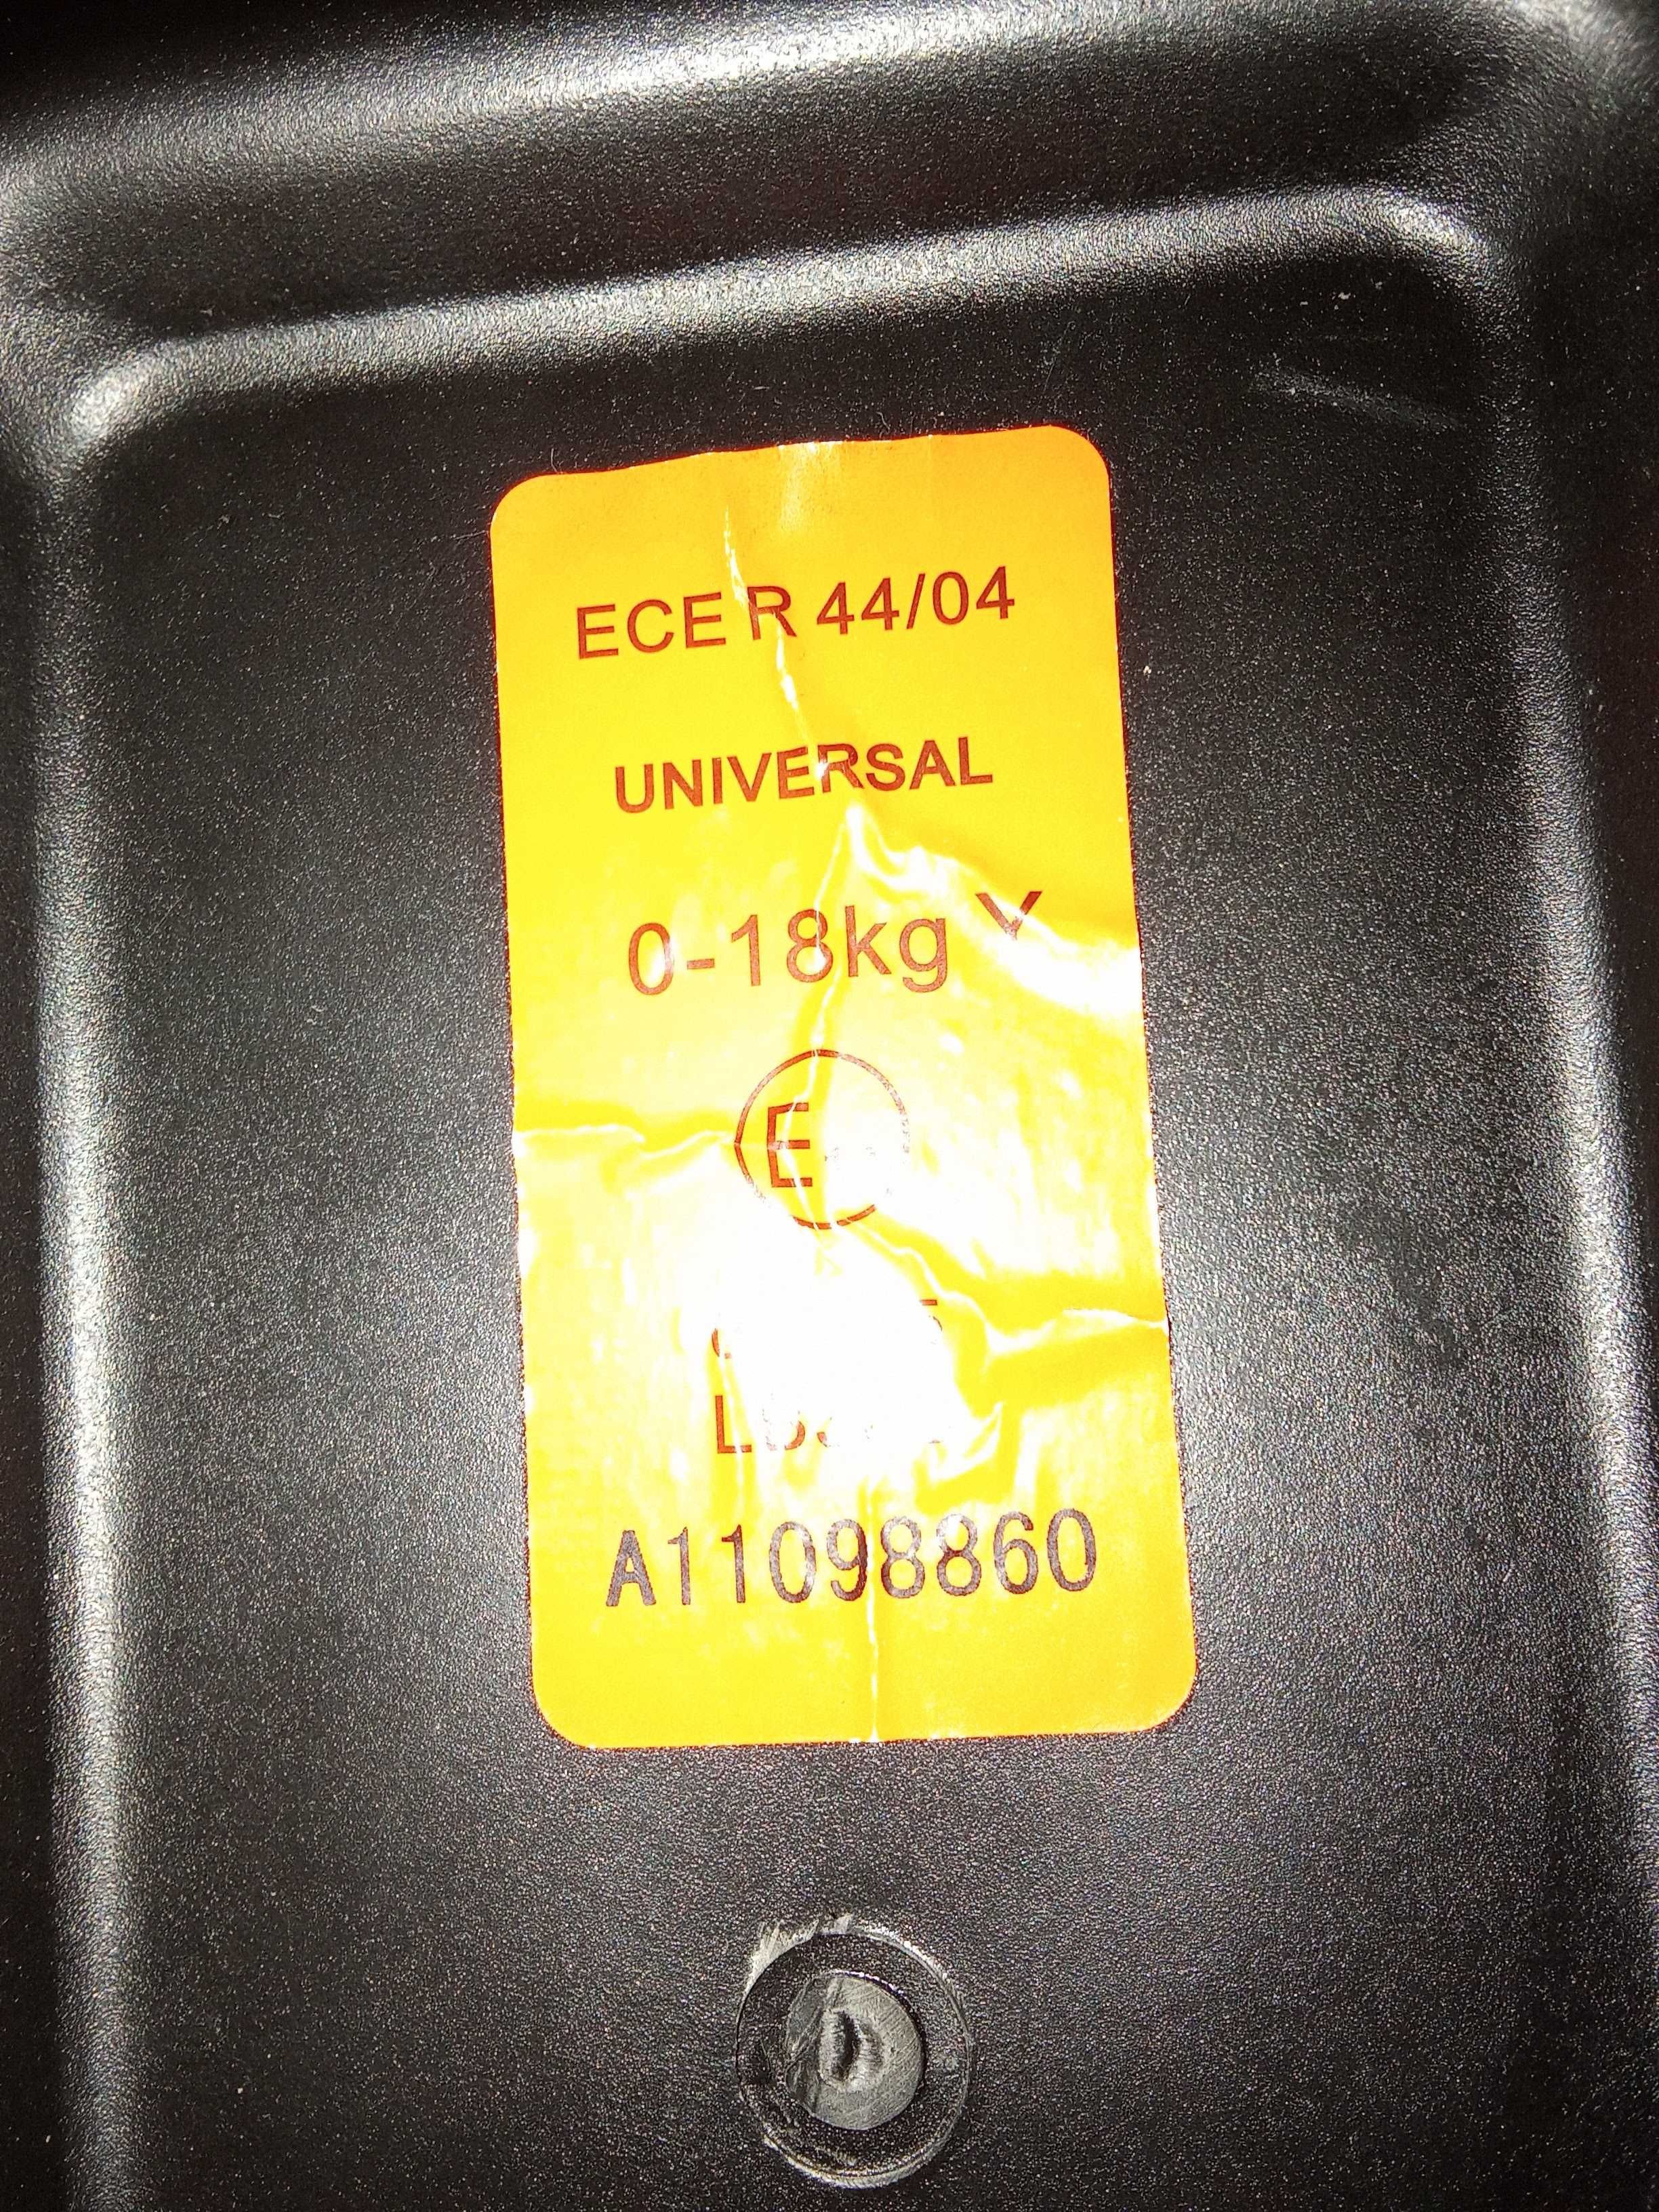 ECE R 44/04
UNIVERSAL
0-18kg Y
E
A11098860